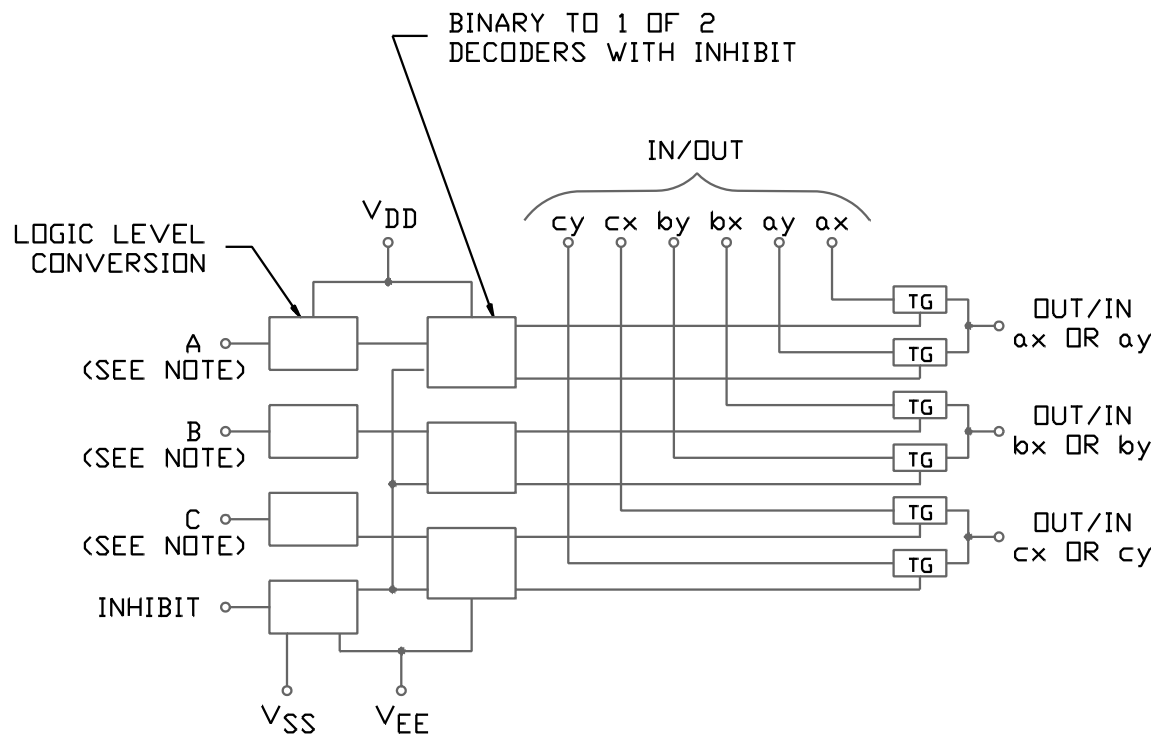 BINARY TO 1 OF 2
DECODERS WITH INHIBIT
IN/OUT
cy cx by bx ay ax
VDD
LOGIC LEVEL
CONVERSION
TG
OUT/IN
ax OR ay
A
(SEE NOTE)
TG
TG
OUT/IN
bx OR by
B
(SEE NOTE)
TG
TG
OUT/IN
cx OR cy
C
(SEE NOTE)
TG
INHIBIT
VSS
VEE